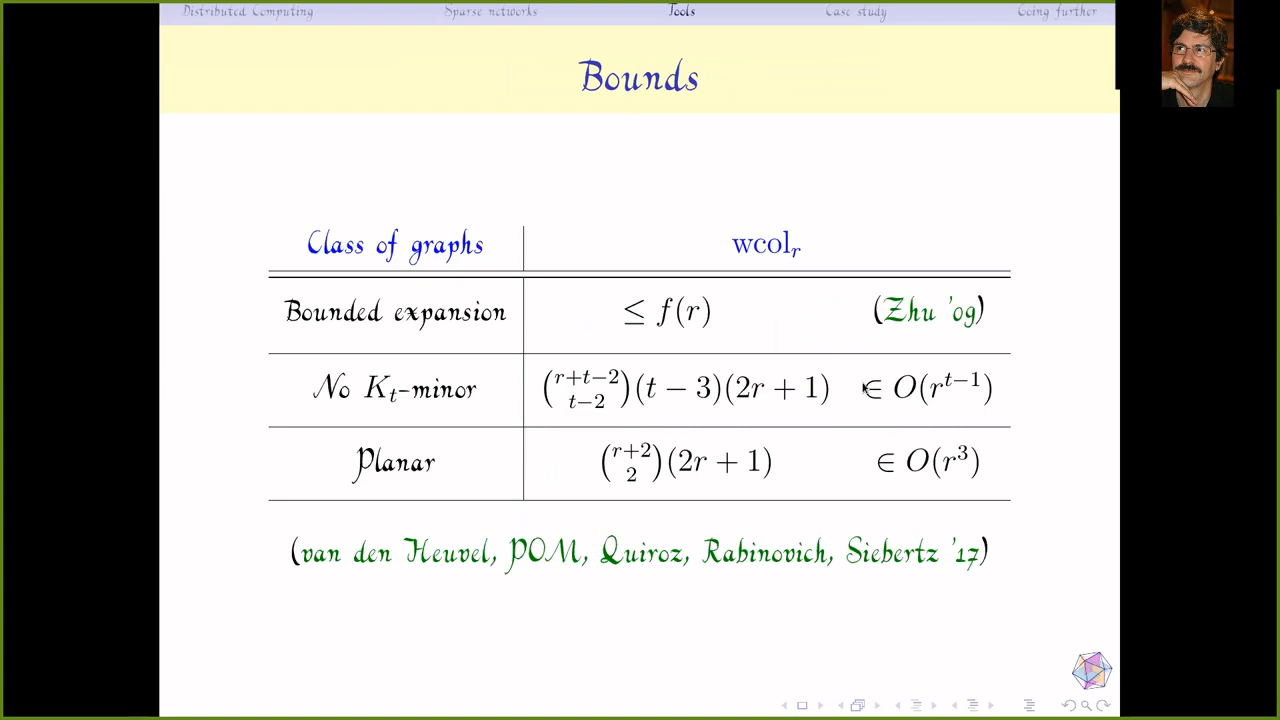 Distributed Computing Sparse networks Tools Case study Going further
Bounds
Class of graphs wcol_r
Bounded expansion ≤ f(r) (Zhu '09)
No K_t-minor \binom{r+t−2}{t−2}(t − 3)(2r + 1) ∈ O(r^{t−1})
Planar \binom{r+2}{2}(2r + 1) ∈ O(r^3)
(van den Heuvel, POM, Quiroz, Rabinovich, Siebertz '17)